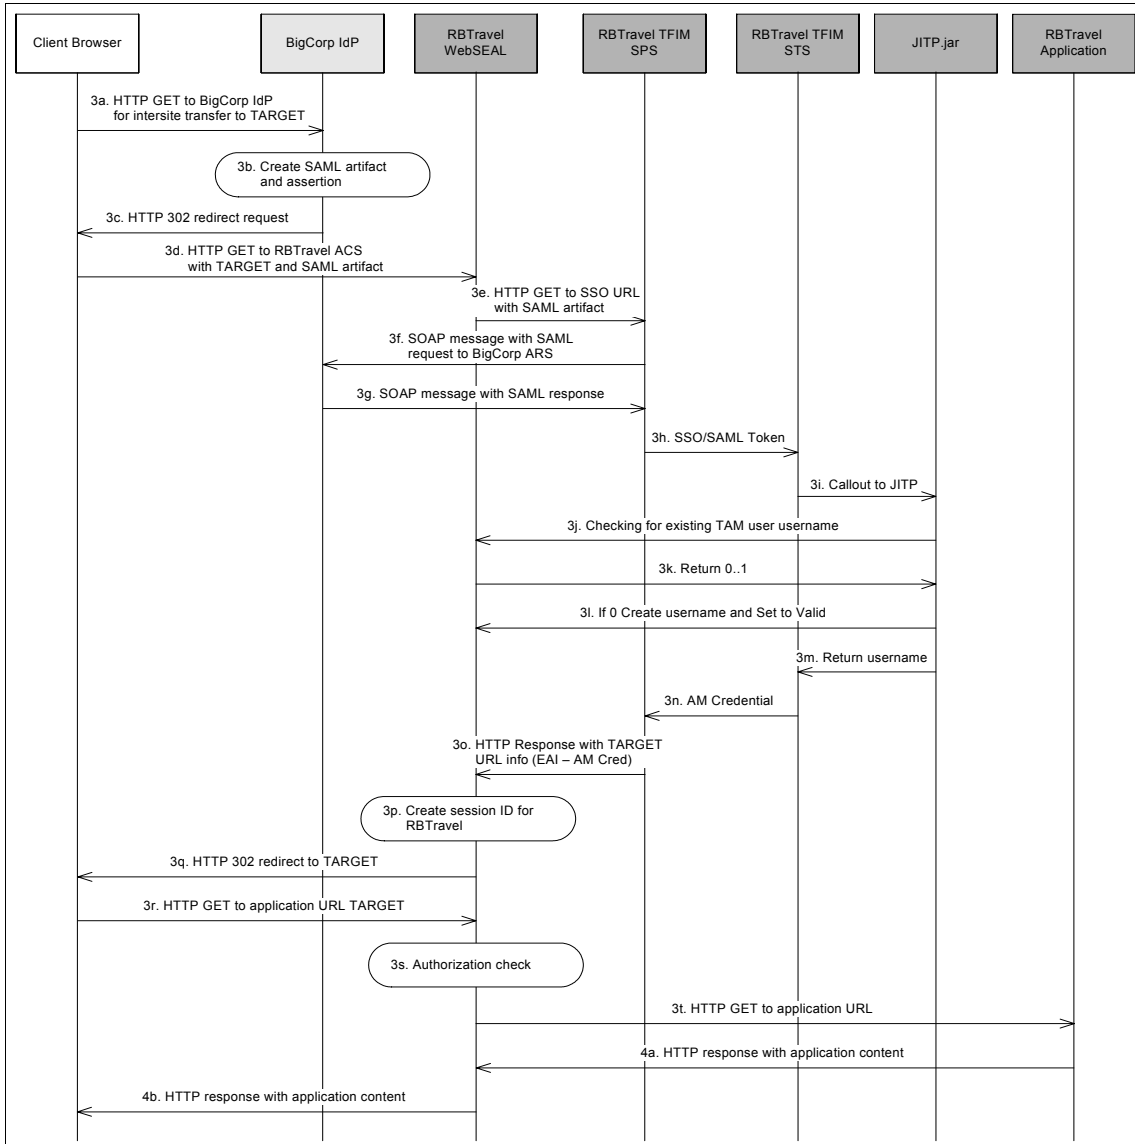 Client Browser
BigCorp IdP
RBTravel
WebSEAL
RBTravel TFIM
SPS
RBTravel TFIM
STS
JITP.jar
RBTravel
Application
3a. HTTP GET to BigCorp IdP
for intersite transfer to TARGET
3b. Create SAML artifact
and assertion
3c. HTTP 302 redirect request
3d. HTTP GET to RBTravel ACS
with TARGET and SAML artifact
3e. HTTP GET to SSO URL
with SAML artifact
3f. SOAP message with SAML
request to BigCorp ARS
3g. SOAP message with SAML response
3h. SSO/SAML Token
3i. Callout to JITP
3j. Checking for existing TAM user username
3k. Return 0..1
3l. If 0 Create username and Set to Valid
3m. Return username
3n. AM Credential
3o. HTTP Response with TARGET
URL info (EAI – AM Cred)
3p. Create session ID for
RBTravel
3q. HTTP 302 redirect to TARGET
3r. HTTP GET to application URL TARGET
3s. Authorization check
3t. HTTP GET to application URL
4a. HTTP response with application content
4b. HTTP response with application content